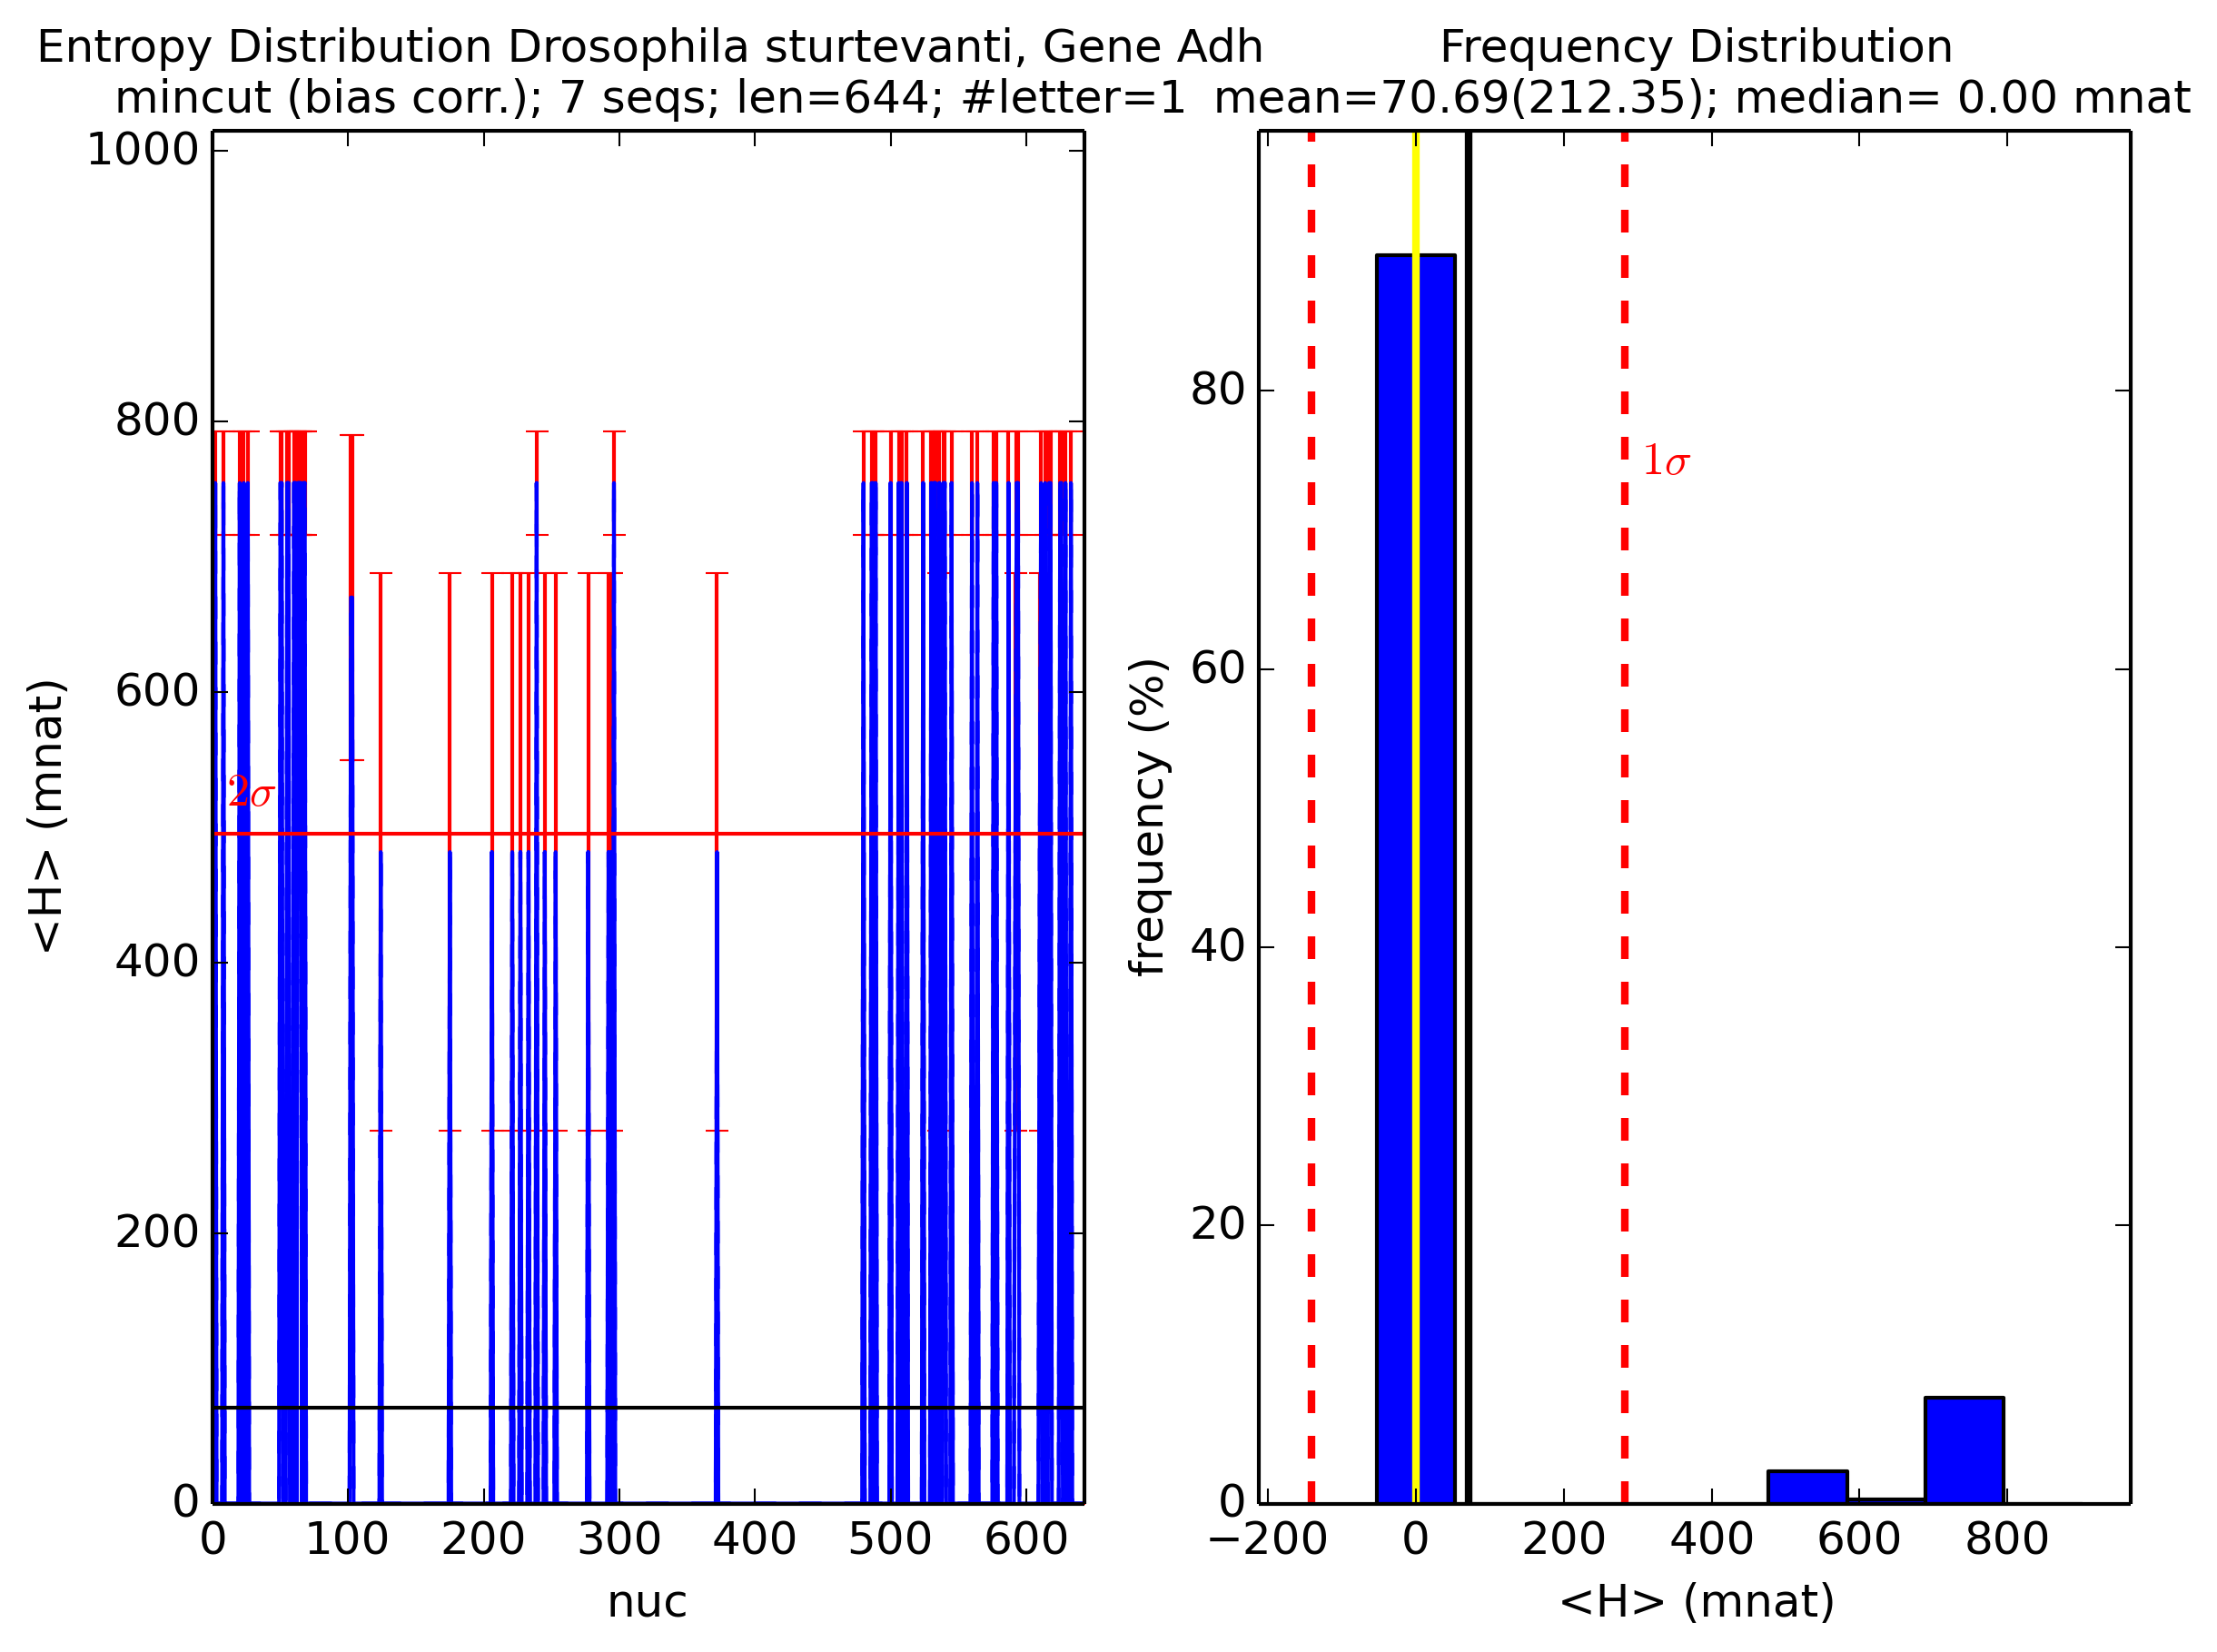 Entropy Distribution Drosophila sturtevanti, Gene Adh
mincut (bias corr.); 7 seqs; len=644; #letter=1
1000
800
600
400
200
0
<H> (mnat)
2σ
0 100 200 300 400 500 600
nuc
Frequency Distribution
mean=70.69(212.35); median= 0.00 mnat
80
60
40
20
0
frequency (%)
1σ
−200 0 200 400 600 800
<H> (mnat)